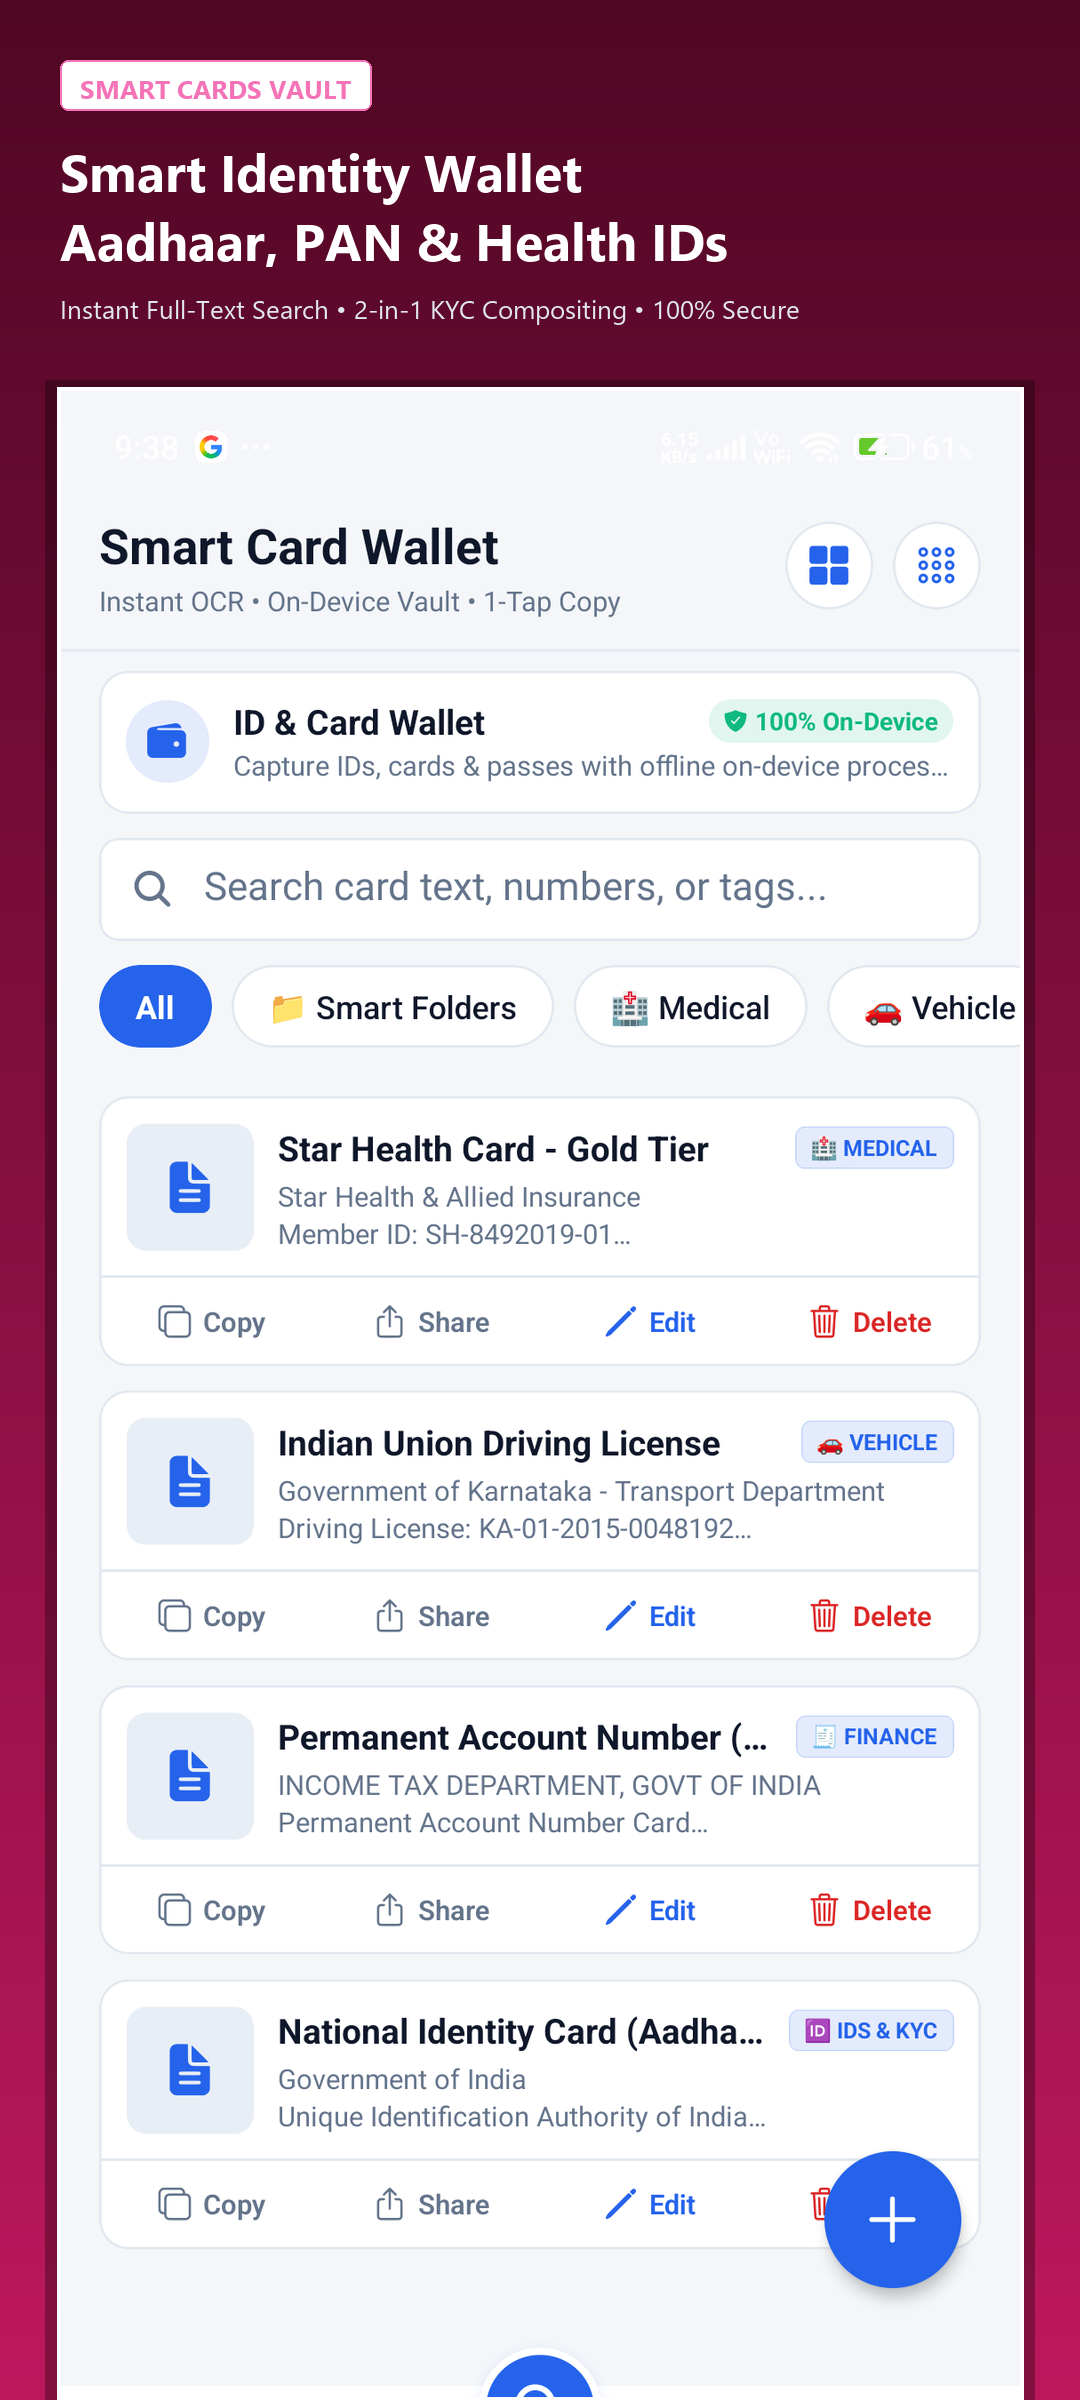 SMART CARDS VAULT
Smart Identity Wallet
Aadhaar, PAN & Health IDs
Instant Full-Text Search • 2-in-1 KYC Compositing • 100% Secure
9:38 G ... 6.15 KB/s Vo WiFi 61%
Smart Card Wallet
Instant OCR • On-Device Vault • 1-Tap Copy
ID & Card Wallet 100% On-Device
Capture IDs, cards & passes with offline on-device proces...
Search card text, numbers, or tags...
All Smart Folders Medical Vehicle
Star Health Card - Gold Tier MEDICAL
Star Health & Allied Insurance
Member ID: SH-8492019-01...
Copy Share Edit Delete
Indian Union Driving License VEHICLE
Government of Karnataka - Transport Department
Driving License: KA-01-2015-0048192...
Copy Share Edit Delete
Permanent Account Number (... FINANCE
INCOME TAX DEPARTMENT, GOVT OF INDIA
Permanent Account Number Card...
Copy Share Edit Delete
National Identity Card (Aadha... ID IDS & KYC
Government of India
Unique Identification Authority of India...
Copy Share Edit